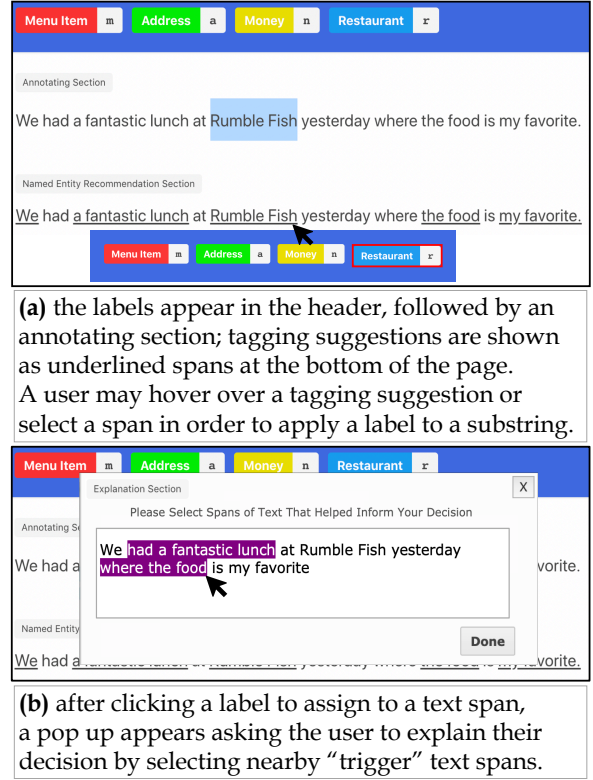 Menu Item m Address a Money n Restaurant r
Annotating Section
We had a fantastic lunch at Rumble Fish yesterday where the food is my favorite.
Named Entity Recommendation Section
We had a fantastic lunch at Rumble Fish yesterday where the food is my favorite.
Menu Item m Address a Money n Restaurant r
(a) the labels appear in the header, followed by an
annotating section; tagging suggestions are shown
as underlined spans at the bottom of the page.
A user may hover over a tagging suggestion or
select a span in order to apply a label to a substring.
Menu Item m Address a Money n Restaurant r
Explanation Section X
Please Select Spans of Text That Helped Inform Your Decision
Annotating Se
We had a fantastic lunch at Rumble Fish yesterday
where the food is my favorite
We had a vorite.
Named Entity
Done
We had a vorite.
(b) after clicking a label to assign to a text span,
a pop up appears asking the user to explain their
decision by selecting nearby “trigger” text spans.